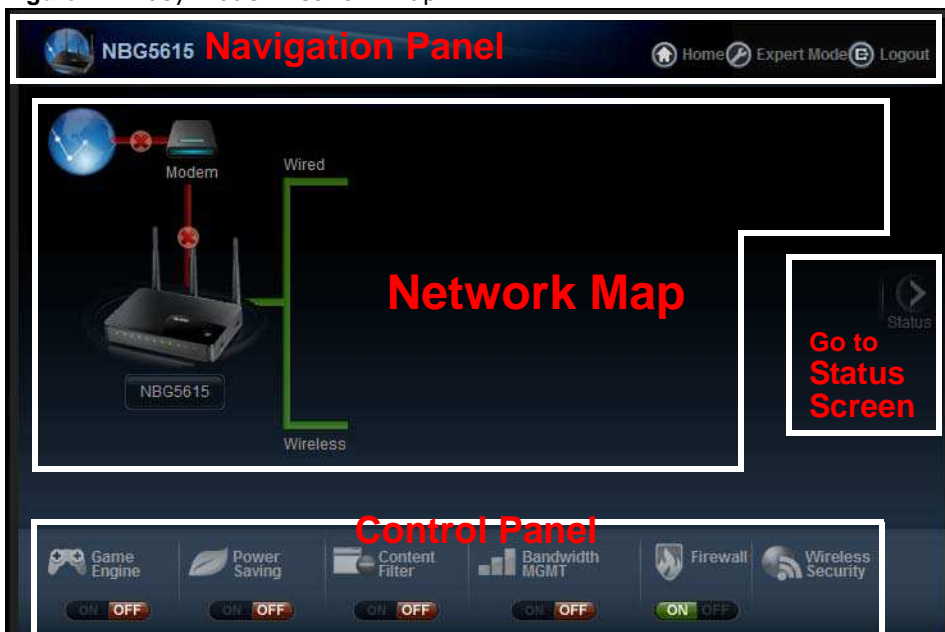 NBG5615 Navigation Panel
Home Expert Mode Logout
Modem
Wired
Network Map
Status
Go to
Status
Screen
NBG5615
Wireless
Control Panel
Game
Engine
ON OFF
Power
Saving
ON OFF
Content
Filter
ON OFF
Bandwidth
MGMT
ON OFF
Firewall
ON OFF
Wireless
Security